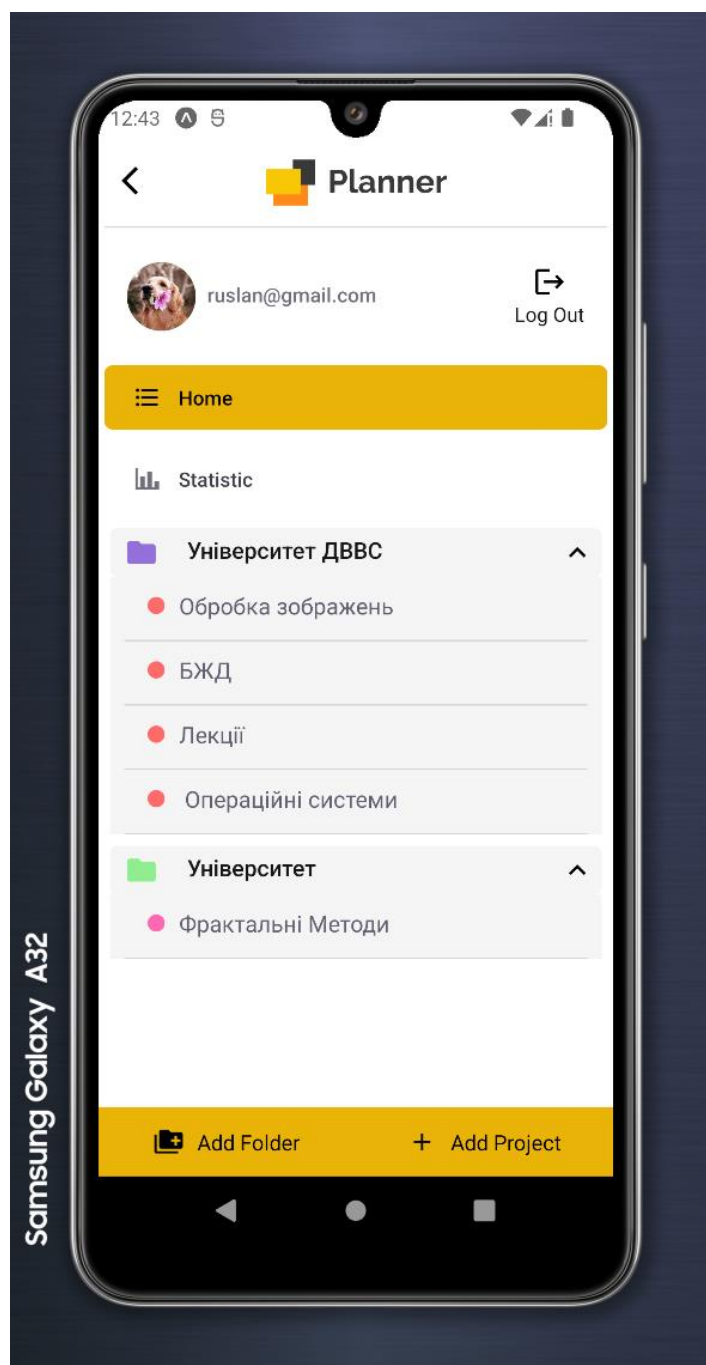 12:43
Planner
ruslan@gmail.com
Log Out
Home
Statistic
Університет ДВВС
Обробка зображень
БЖД
Лекції
Операційні системи
Університет
Фрактальні Методи
Add Folder
+ Add Project
Samsung Galaxy A32